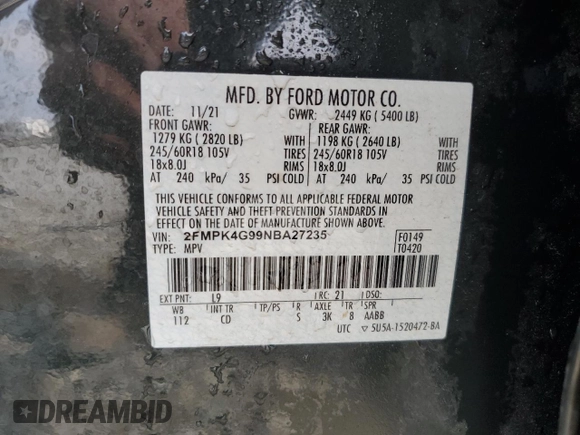 MFD. BY FORD MOTOR CO.
DATE: 11/21 GVWR: 2449 KG ( 5400 LB)
FRONT GAWR: REAR GAWR:
1279 KG ( 2820 LB) WITH 1198 KG ( 2640 LB) WITH
245/60R18 105V TIRES 245/60R18 105V TIRES
18x8.0J RIMS 18x8.0J RIMS
AT 240 kPa/ 35 PSI COLD AT 240 kPa/ 35 PSI COLD
THIS VEHICLE CONFORMS TO ALL APPLICABLE FEDERAL MOTOR
VEHICLE SAFETY AND THEFT PREVENTION STANDARDS IN
EFFECT ON THE DATE OF MANUFACTURE SHOWN ABOVE.
VIN: 2FMPK4G99NBA27235 F0149
TYPE: MPV T0420
EXT PNT: L9 RC: 21 DSO:
WB INT TR TP/PS R AXLE TR SPR
112 CD S 3K 8 AABB
UTC ▽ 5U5A-1520472-BA
DREAMBID